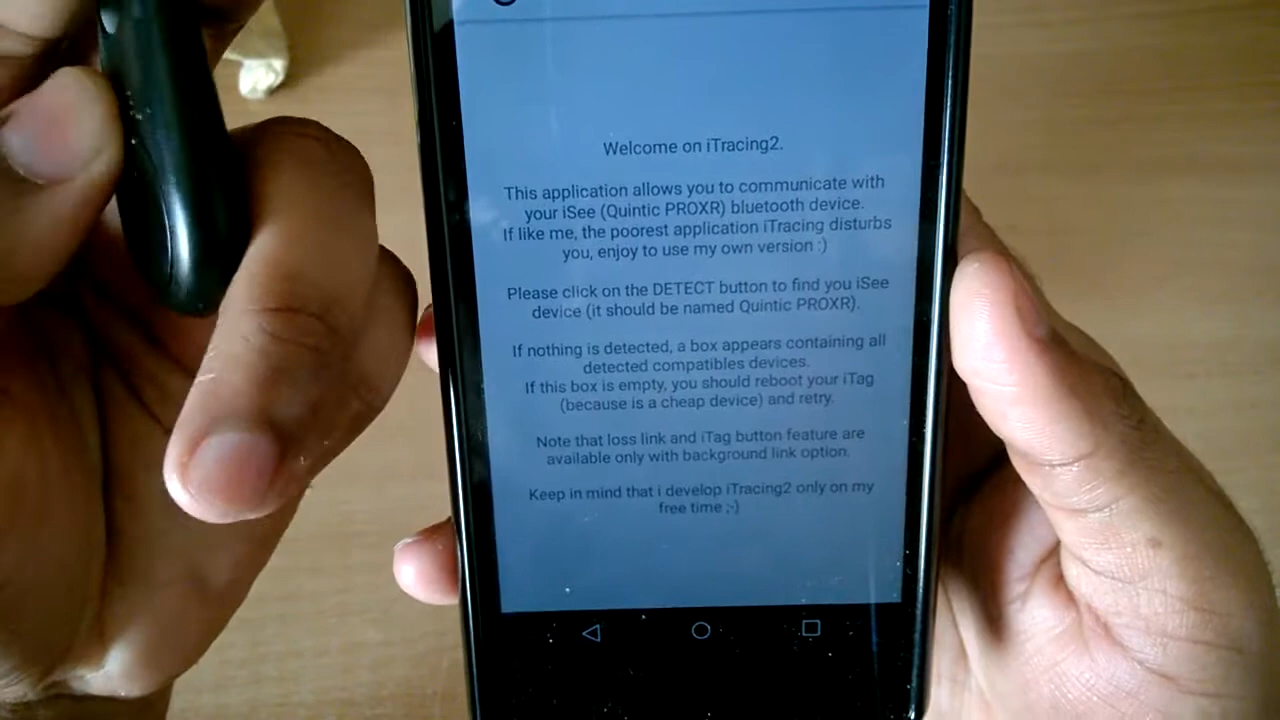 Welcome on iTracing2.
This application allows you to communicate with
your iSee (Quintic PROXR) bluetooth device.
If like me, the poorest application iTracing disturbs
you, enjoy to use my own version :)
Please click on the DETECT button to find you iSee
device (it should be named Quintic PROXR).
If nothing is detected, a box appears containing all
detected compatibles devices.
If this box is empty, you should reboot your iTag
(because is a cheap device) and retry.
Note that loss link and iTag button feature are
available only with background link option.
Keep in mind that i develop iTracing2 only on my
free time ;-)